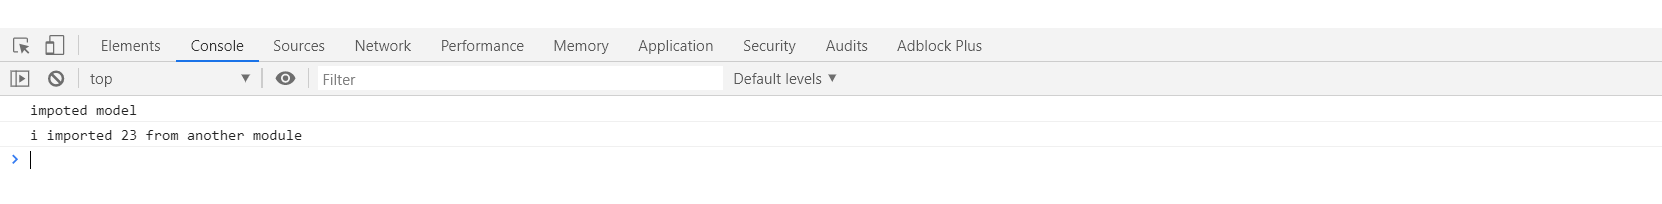 Elements Console Sources Network Performance Memory Application Security Audits Adblock Plus
top Filter Default levels
impoted model
i imported 23 from another module